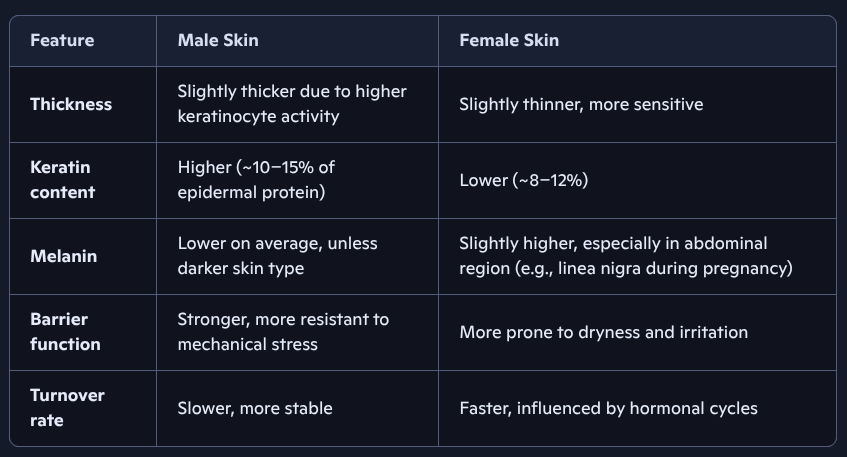 Feature Male Skin Female Skin
Thickness
Slightly thicker due to higher
keratinocyte activity
Slightly thinner, more sensitive
Keratin
content
Higher (~10–15% of
epidermal protein)
Lower (~8–12%)
Melanin
Lower on average, unless
darker skin type
Slightly higher, especially in abdominal
region (e.g., linea nigra during pregnancy)
Barrier
function
Stronger, more resistant to
mechanical stress
More prone to dryness and irritation
Turnover
rate
Slower, more stable
Faster, influenced by hormonal cycles